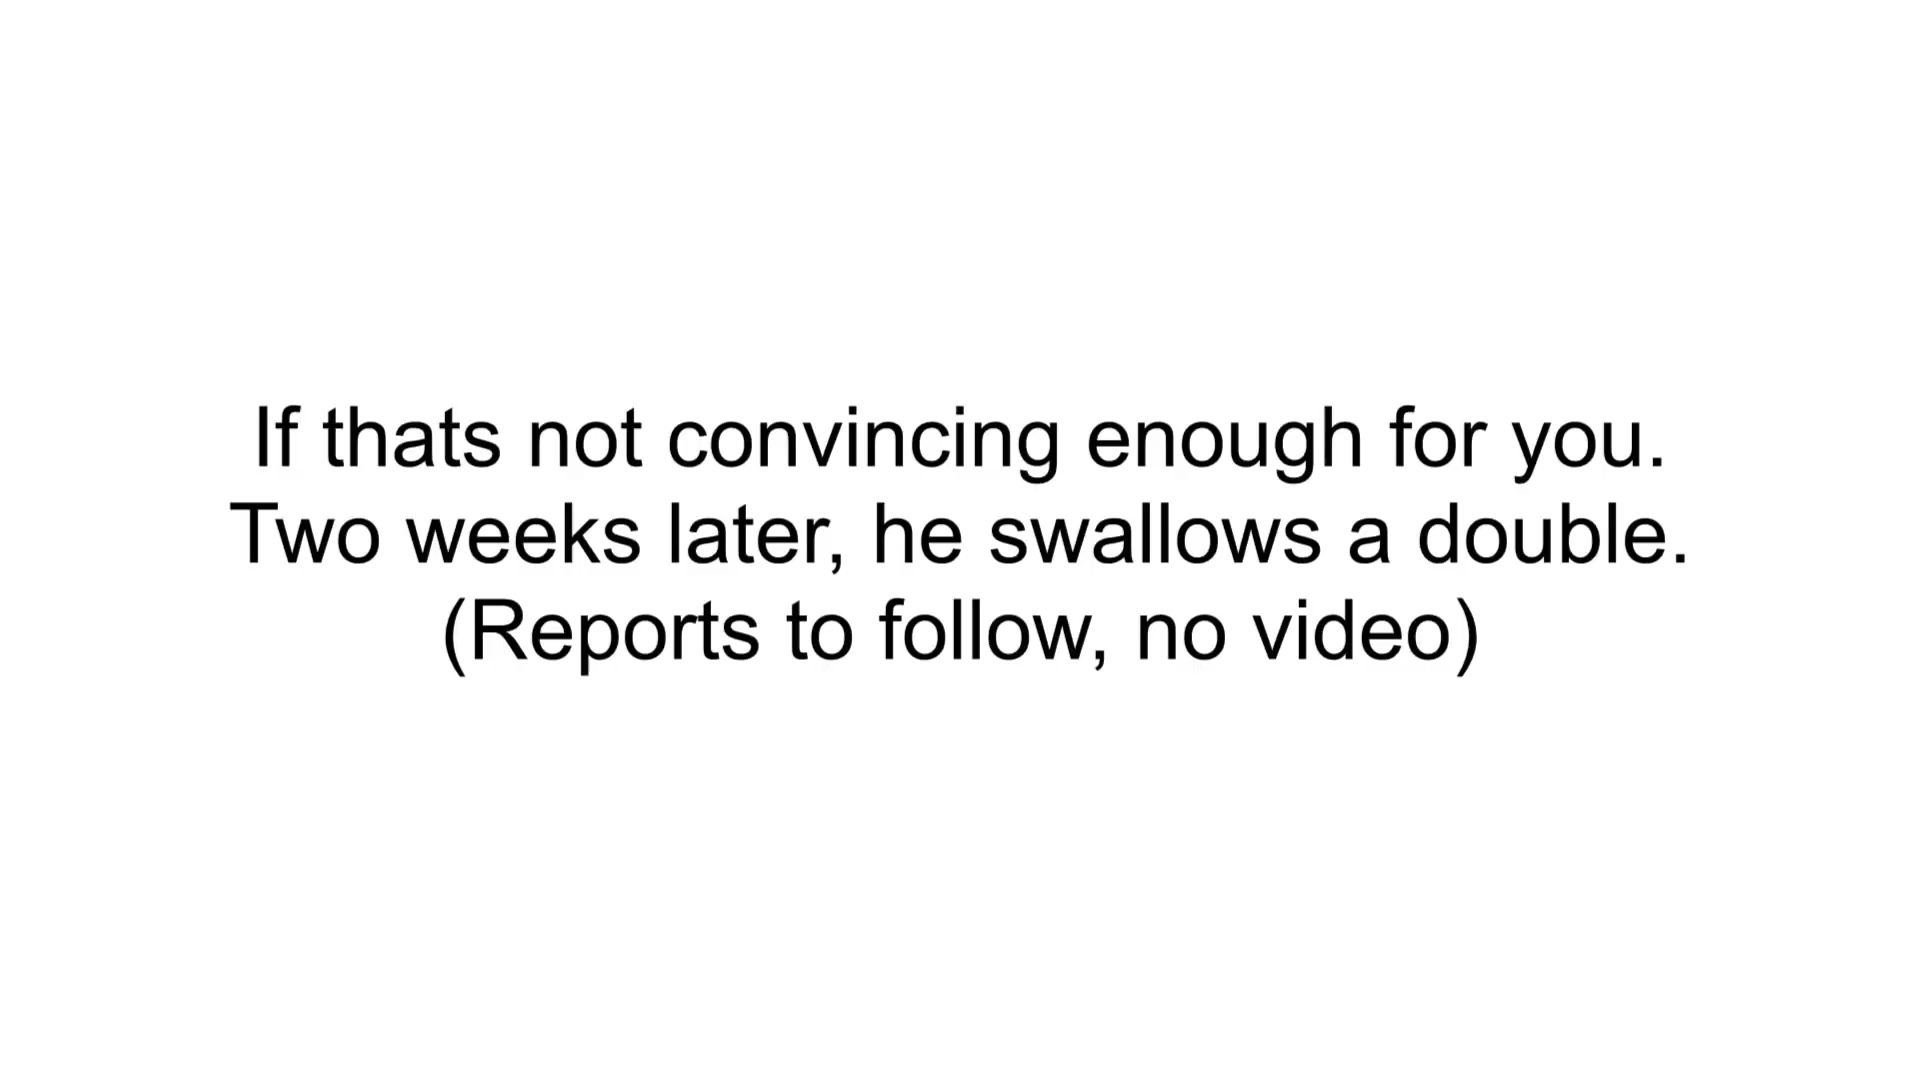 If thats not convincing enough for you.
Two weeks later, he swallows a double.
(Reports to follow, no video)